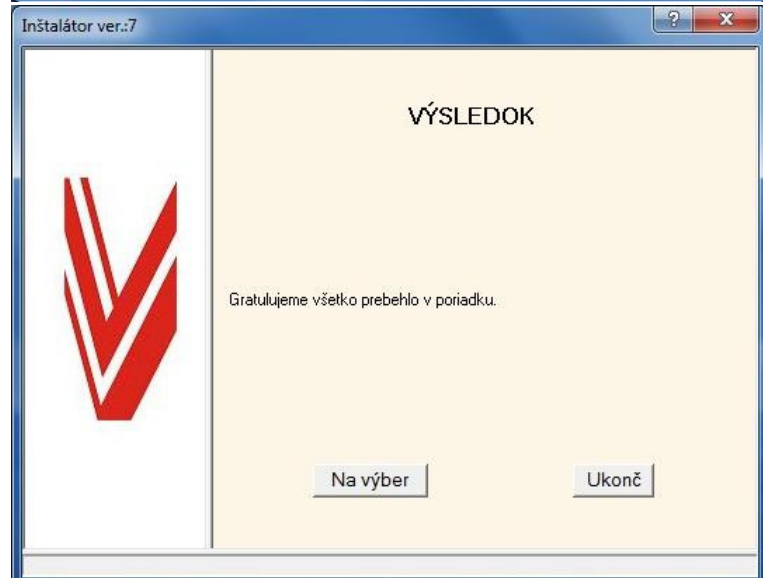 Inštalátor ver.:7
VÝSLEDOK
Gratulujeme všetko prebehlo v poriadku.
Na výber
Ukonč